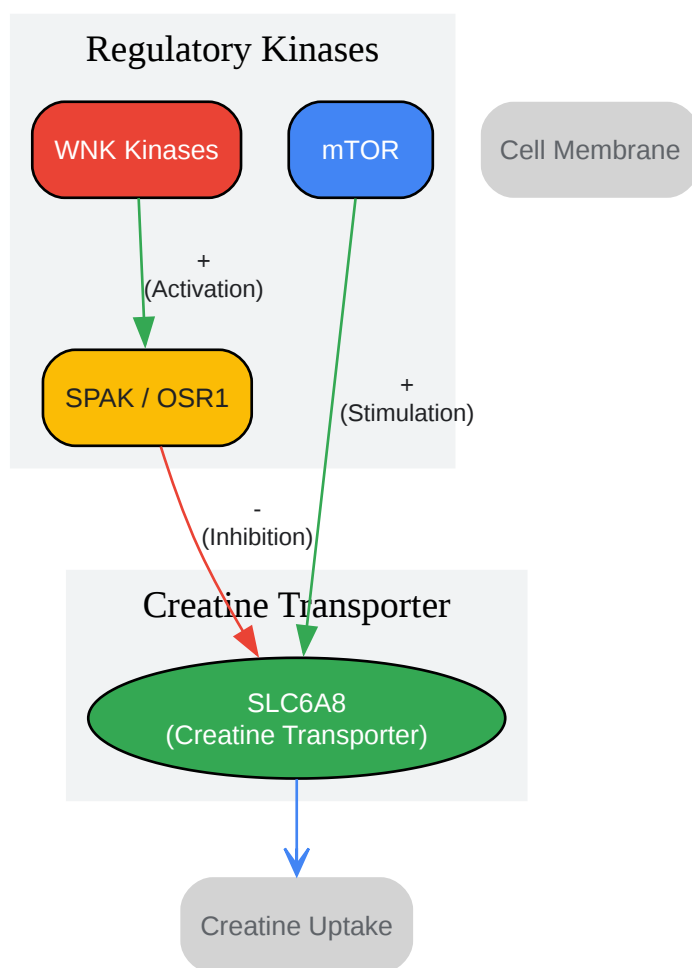 Regulatory Kinases
WNK Kinases
mTOR
Cell Membrane
+
(Activation)
SPAK / OSR1
+
(Stimulation)
-
(Inhibition)
Creatine Transporter
SLC6A8
(Creatine Transporter)
Creatine Uptake